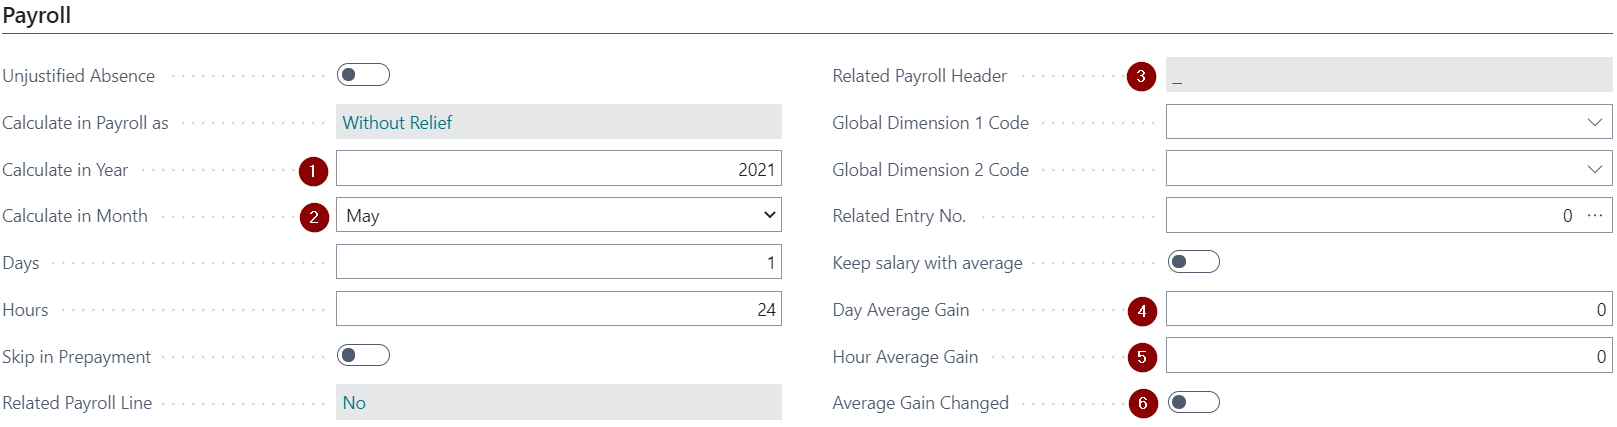 Payroll
Unjustified Absence
Calculate in Payroll as Without Relief
Calculate in Year 1 2021
Calculate in Month 2 May
Days 1
Hours 24
Skip in Prepayment
Related Payroll Line No
Related Payroll Header 3 _
Global Dimension 1 Code
Global Dimension 2 Code
Related Entry No. 0 ···
Keep salary with average
Day Average Gain 4 0
Hour Average Gain 5 0
Average Gain Changed 6